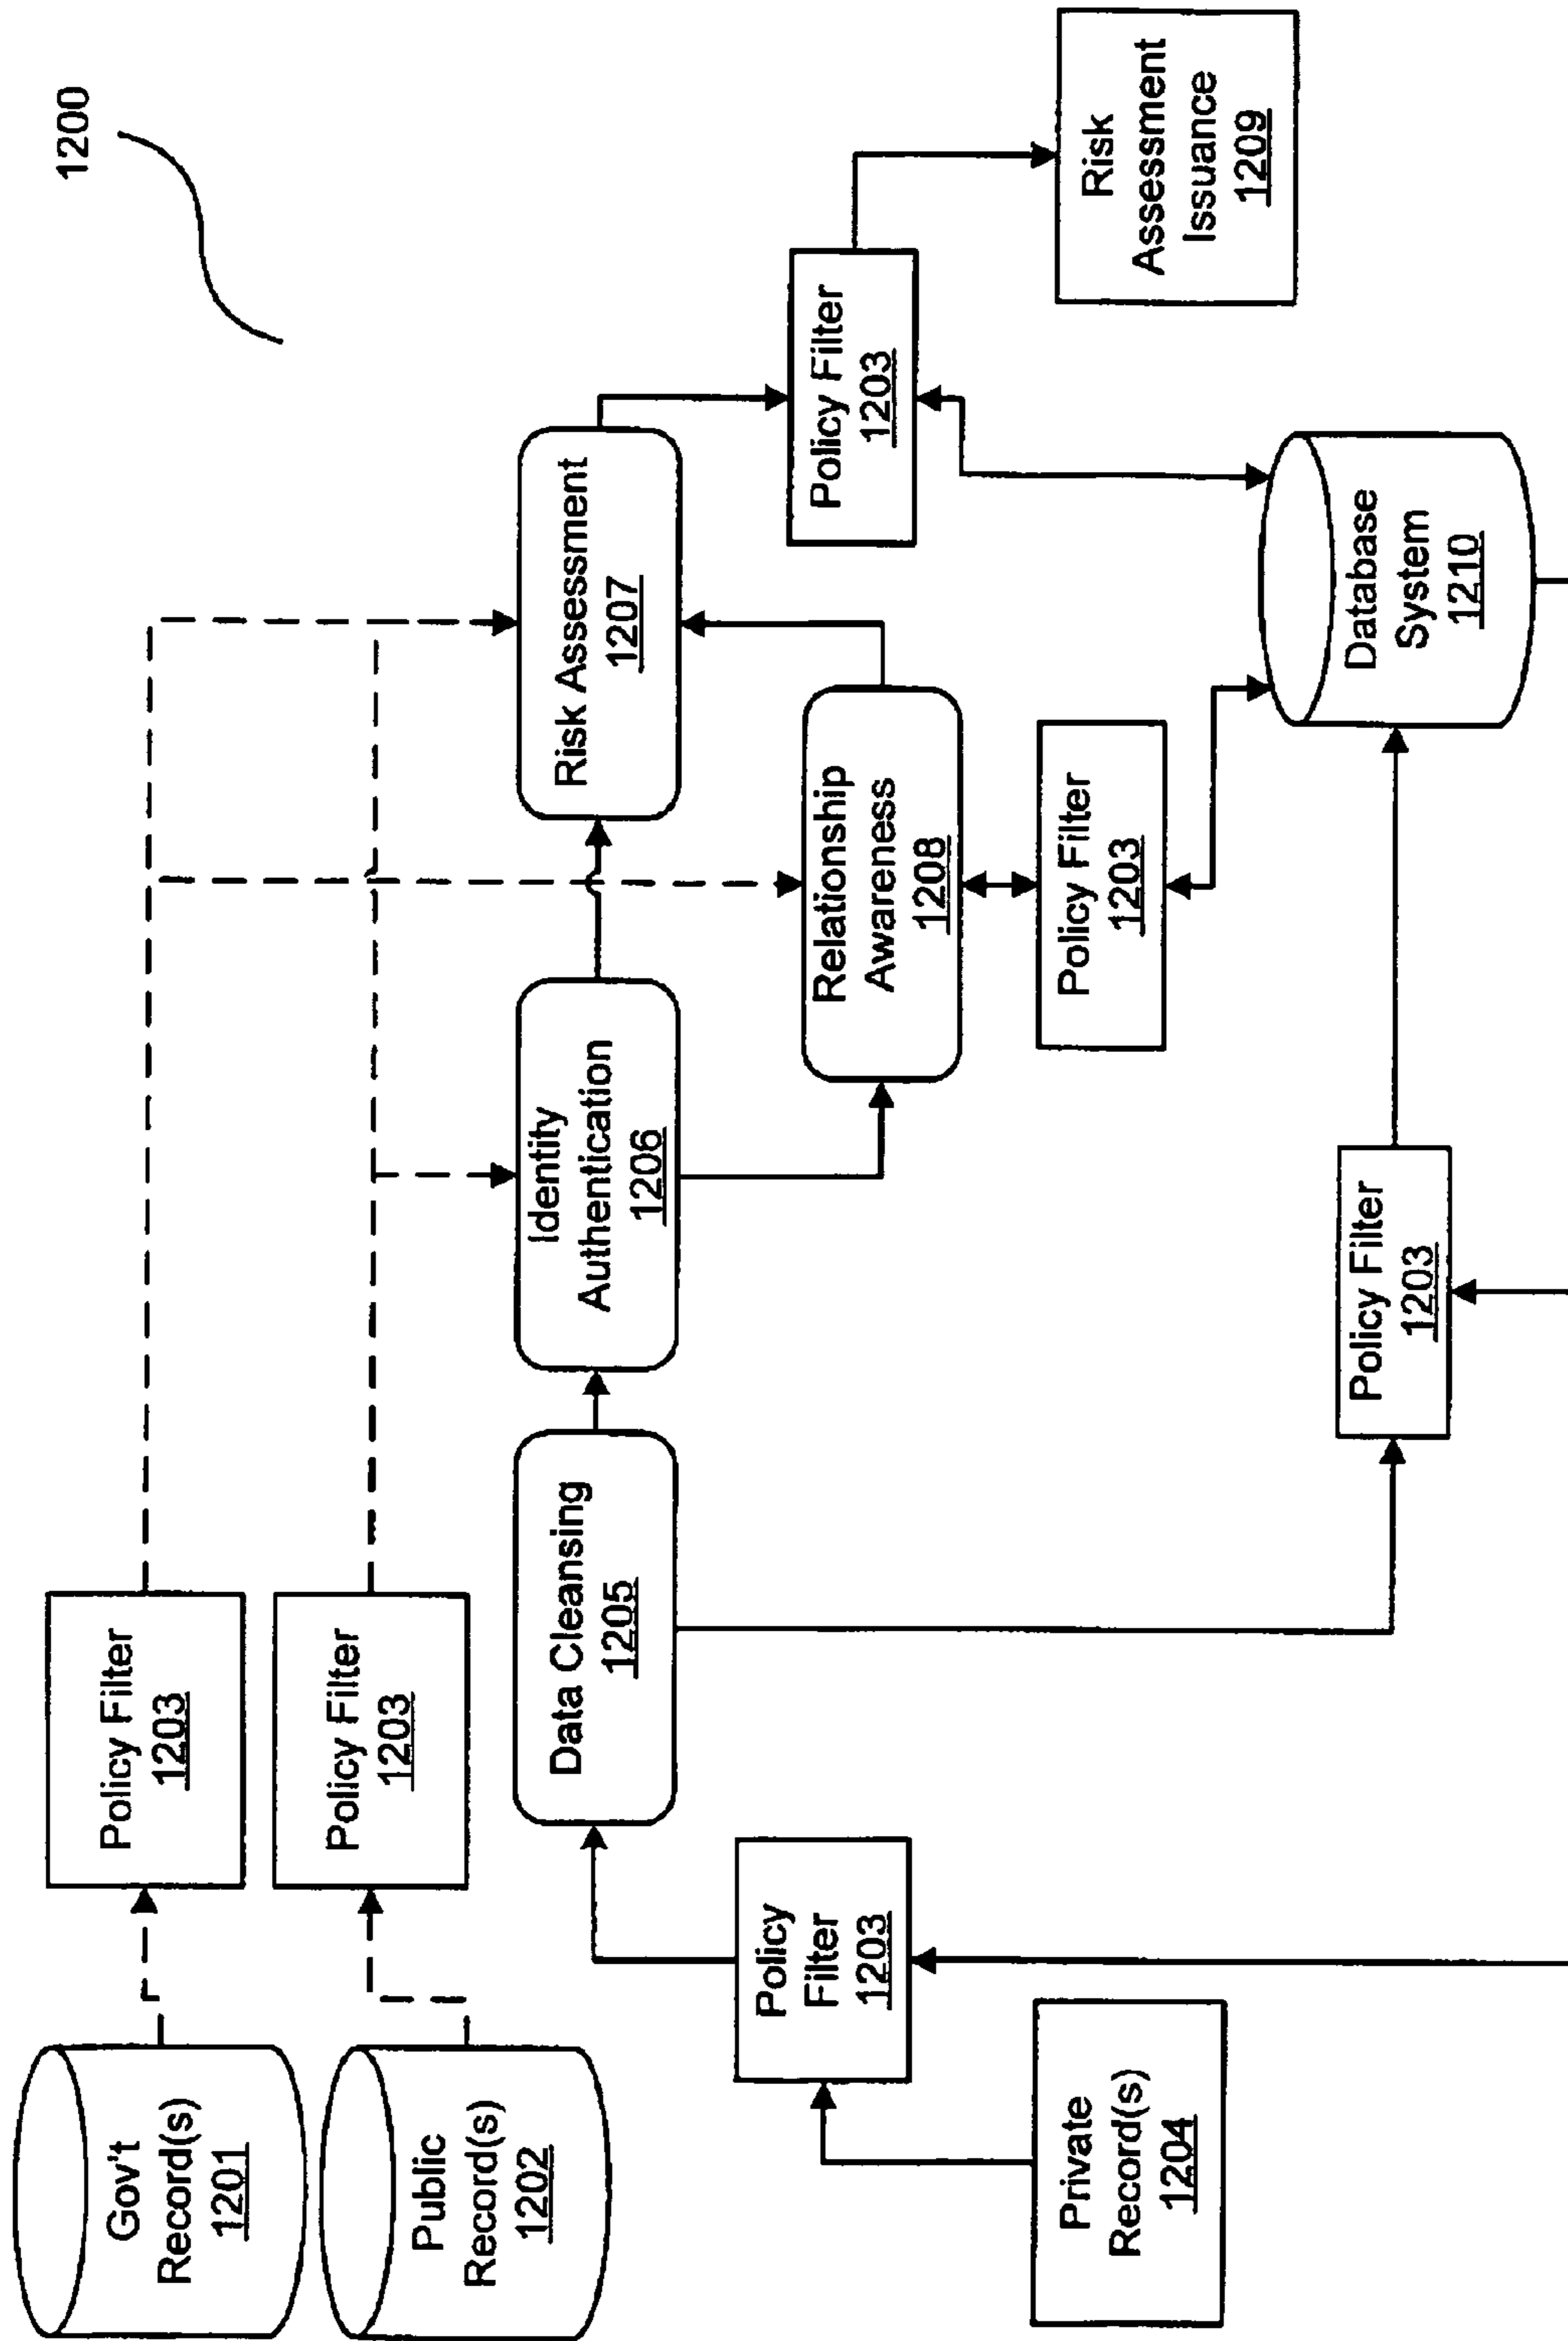 1200
Gov't
Record(s)
1201
Policy Filter
1203
Public
Record(s)
1202
Policy Filter
1203
Data Cleansing
1205
Identity
Authentication
1206
Risk Assessment
1207
Policy
Filter
1203
Relationship
Awareness
1208
Policy Filter
1203
Private
Record(s)
1204
Policy Filter
1203
Risk
Assessment
Issuance
1209
Policy Filter
1203
Database
System
1210